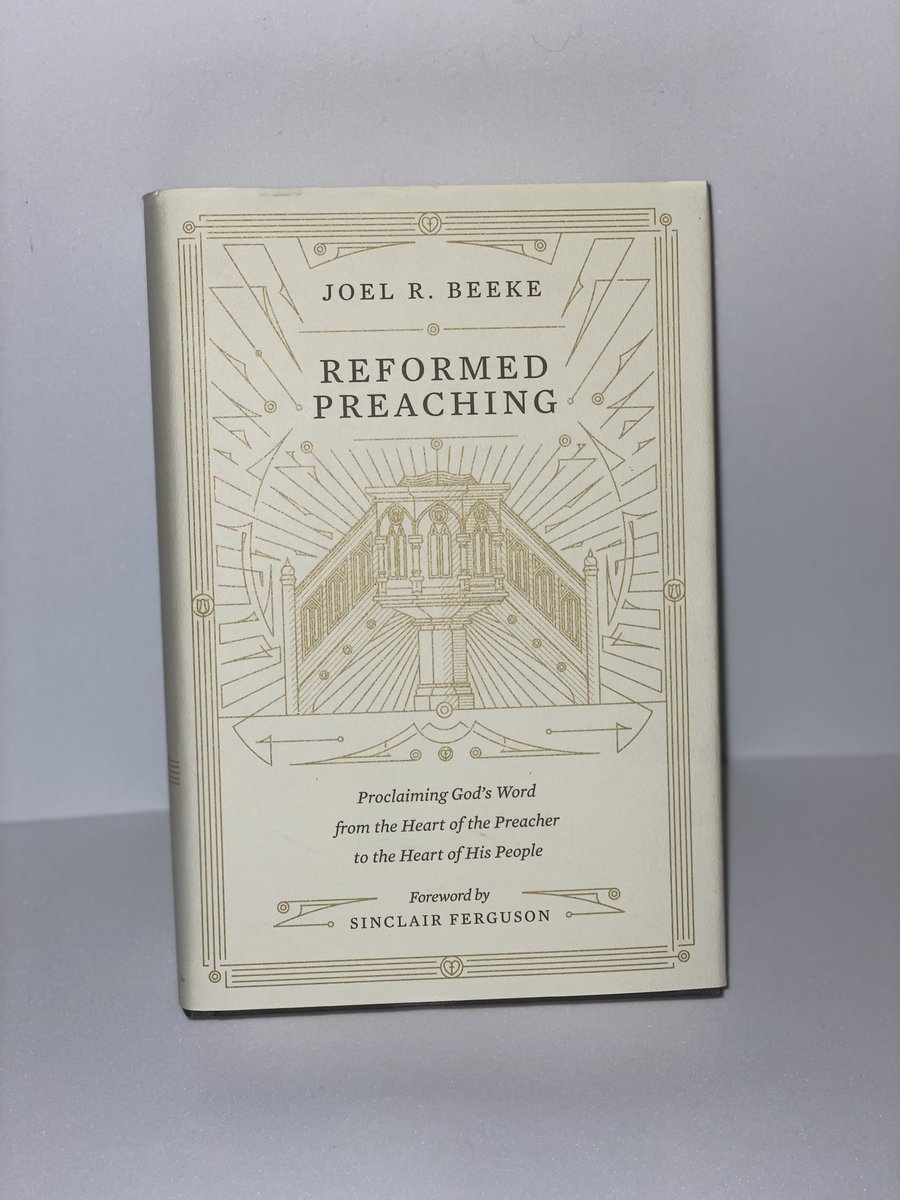 JOEL R. BEEKE
REFORMED
PREACHING
Proclaiming God's Word
from the Heart of the Preacher
to the Heart of His People
Foreword by
SINCLAIR FERGUSON